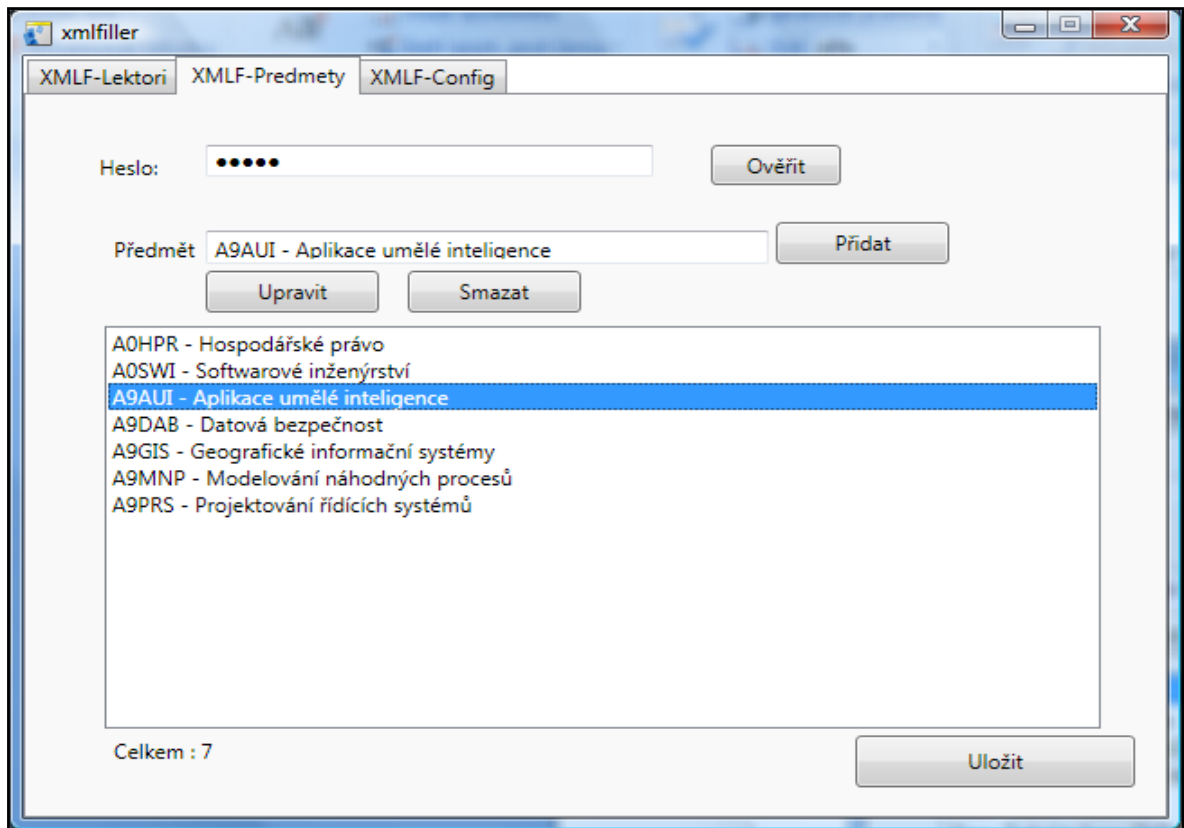 xmlfiller
XMLF-Lektori XMLF-Predmety XMLF-Config
Heslo: ●●●●● Ověřit
Předmět A9AUI - Aplikace umělé inteligence Přidat
Upravit Smazat
A0HPR - Hospodářské právo
A0SWI - Softwarové inženýrství
A9AUI - Aplikace umělé inteligence
A9DAB - Datová bezpečnost
A9GIS - Geografické informační systémy
A9MNP - Modelování náhodných procesů
A9PRS - Projektování řídících systémů
Celkem : 7
Uložit